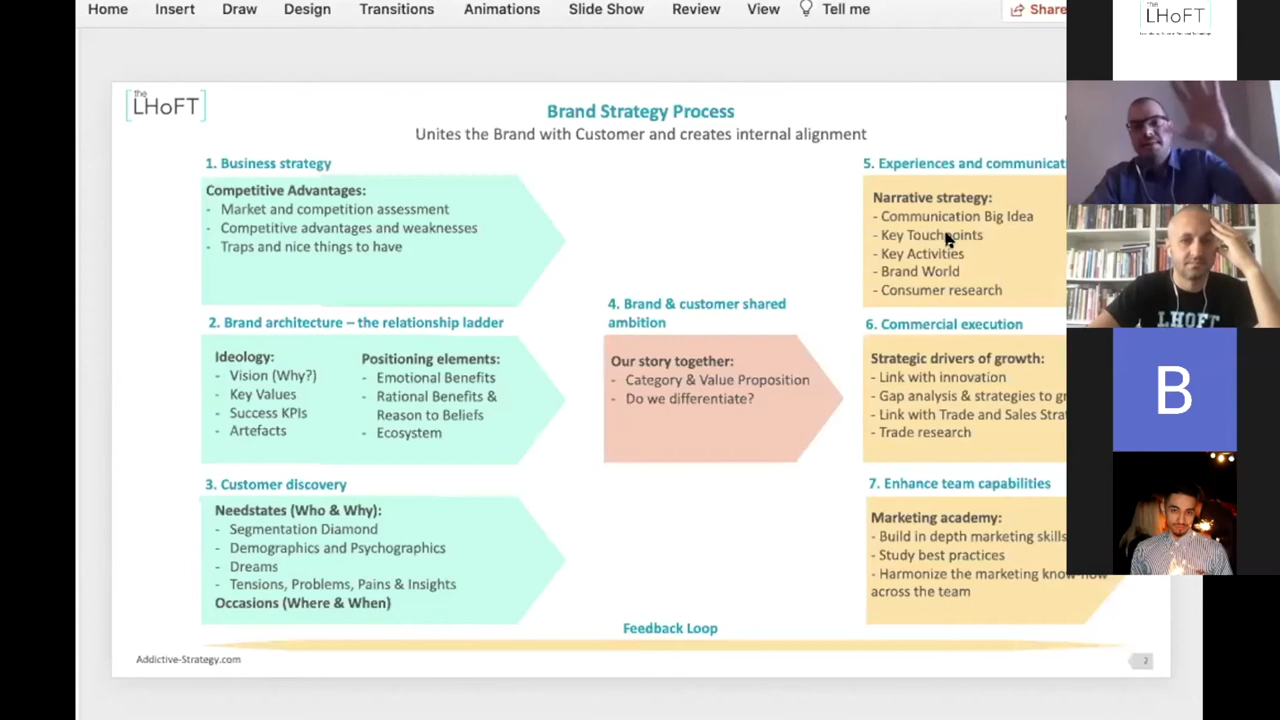 Home Insert Draw Design Transitions Animations Slide Show Review View Tell me Share
the
LHoFT
the
LHoFT
Brand Strategy Process
Unites the Brand with Customer and creates internal alignment
1. Business strategy
Competitive Advantages:
- Market and competition assessment
- Competitive advantages and weaknesses
- Traps and nice things to have
2. Brand architecture – the relationship ladder
Ideology:
- Vision (Why?)
- Key Values
- Success KPIs
- Artefacts
Positioning elements:
- Emotional Benefits
- Rational Benefits &
Reason to Beliefs
- Ecosystem
3. Customer discovery
Needstates (Who & Why):
- Segmentation Diamond
- Demographics and Psychographics
- Dreams
- Tensions, Problems, Pains & Insights
Occasions (Where & When)
4. Brand & customer shared
ambition
Our story together:
- Category & Value Proposition
- Do we differentiate?
5. Experiences and communicat
Narrative strategy:
- Communication Big Idea
- Key Touchpoints
- Key Activities
- Brand World
- Consumer research
6. Commercial execution
Strategic drivers of growth:
- Link with innovation
- Gap analysis & strategies to gr
- Link with Trade and Sales Stra
- Trade research
7. Enhance team capabilities
Marketing academy:
- Build in depth marketing skills
- Study best practices
- Harmonize the marketing know-how
across the team
Feedback Loop
Addictive-Strategy.com
2
LHOFT
B